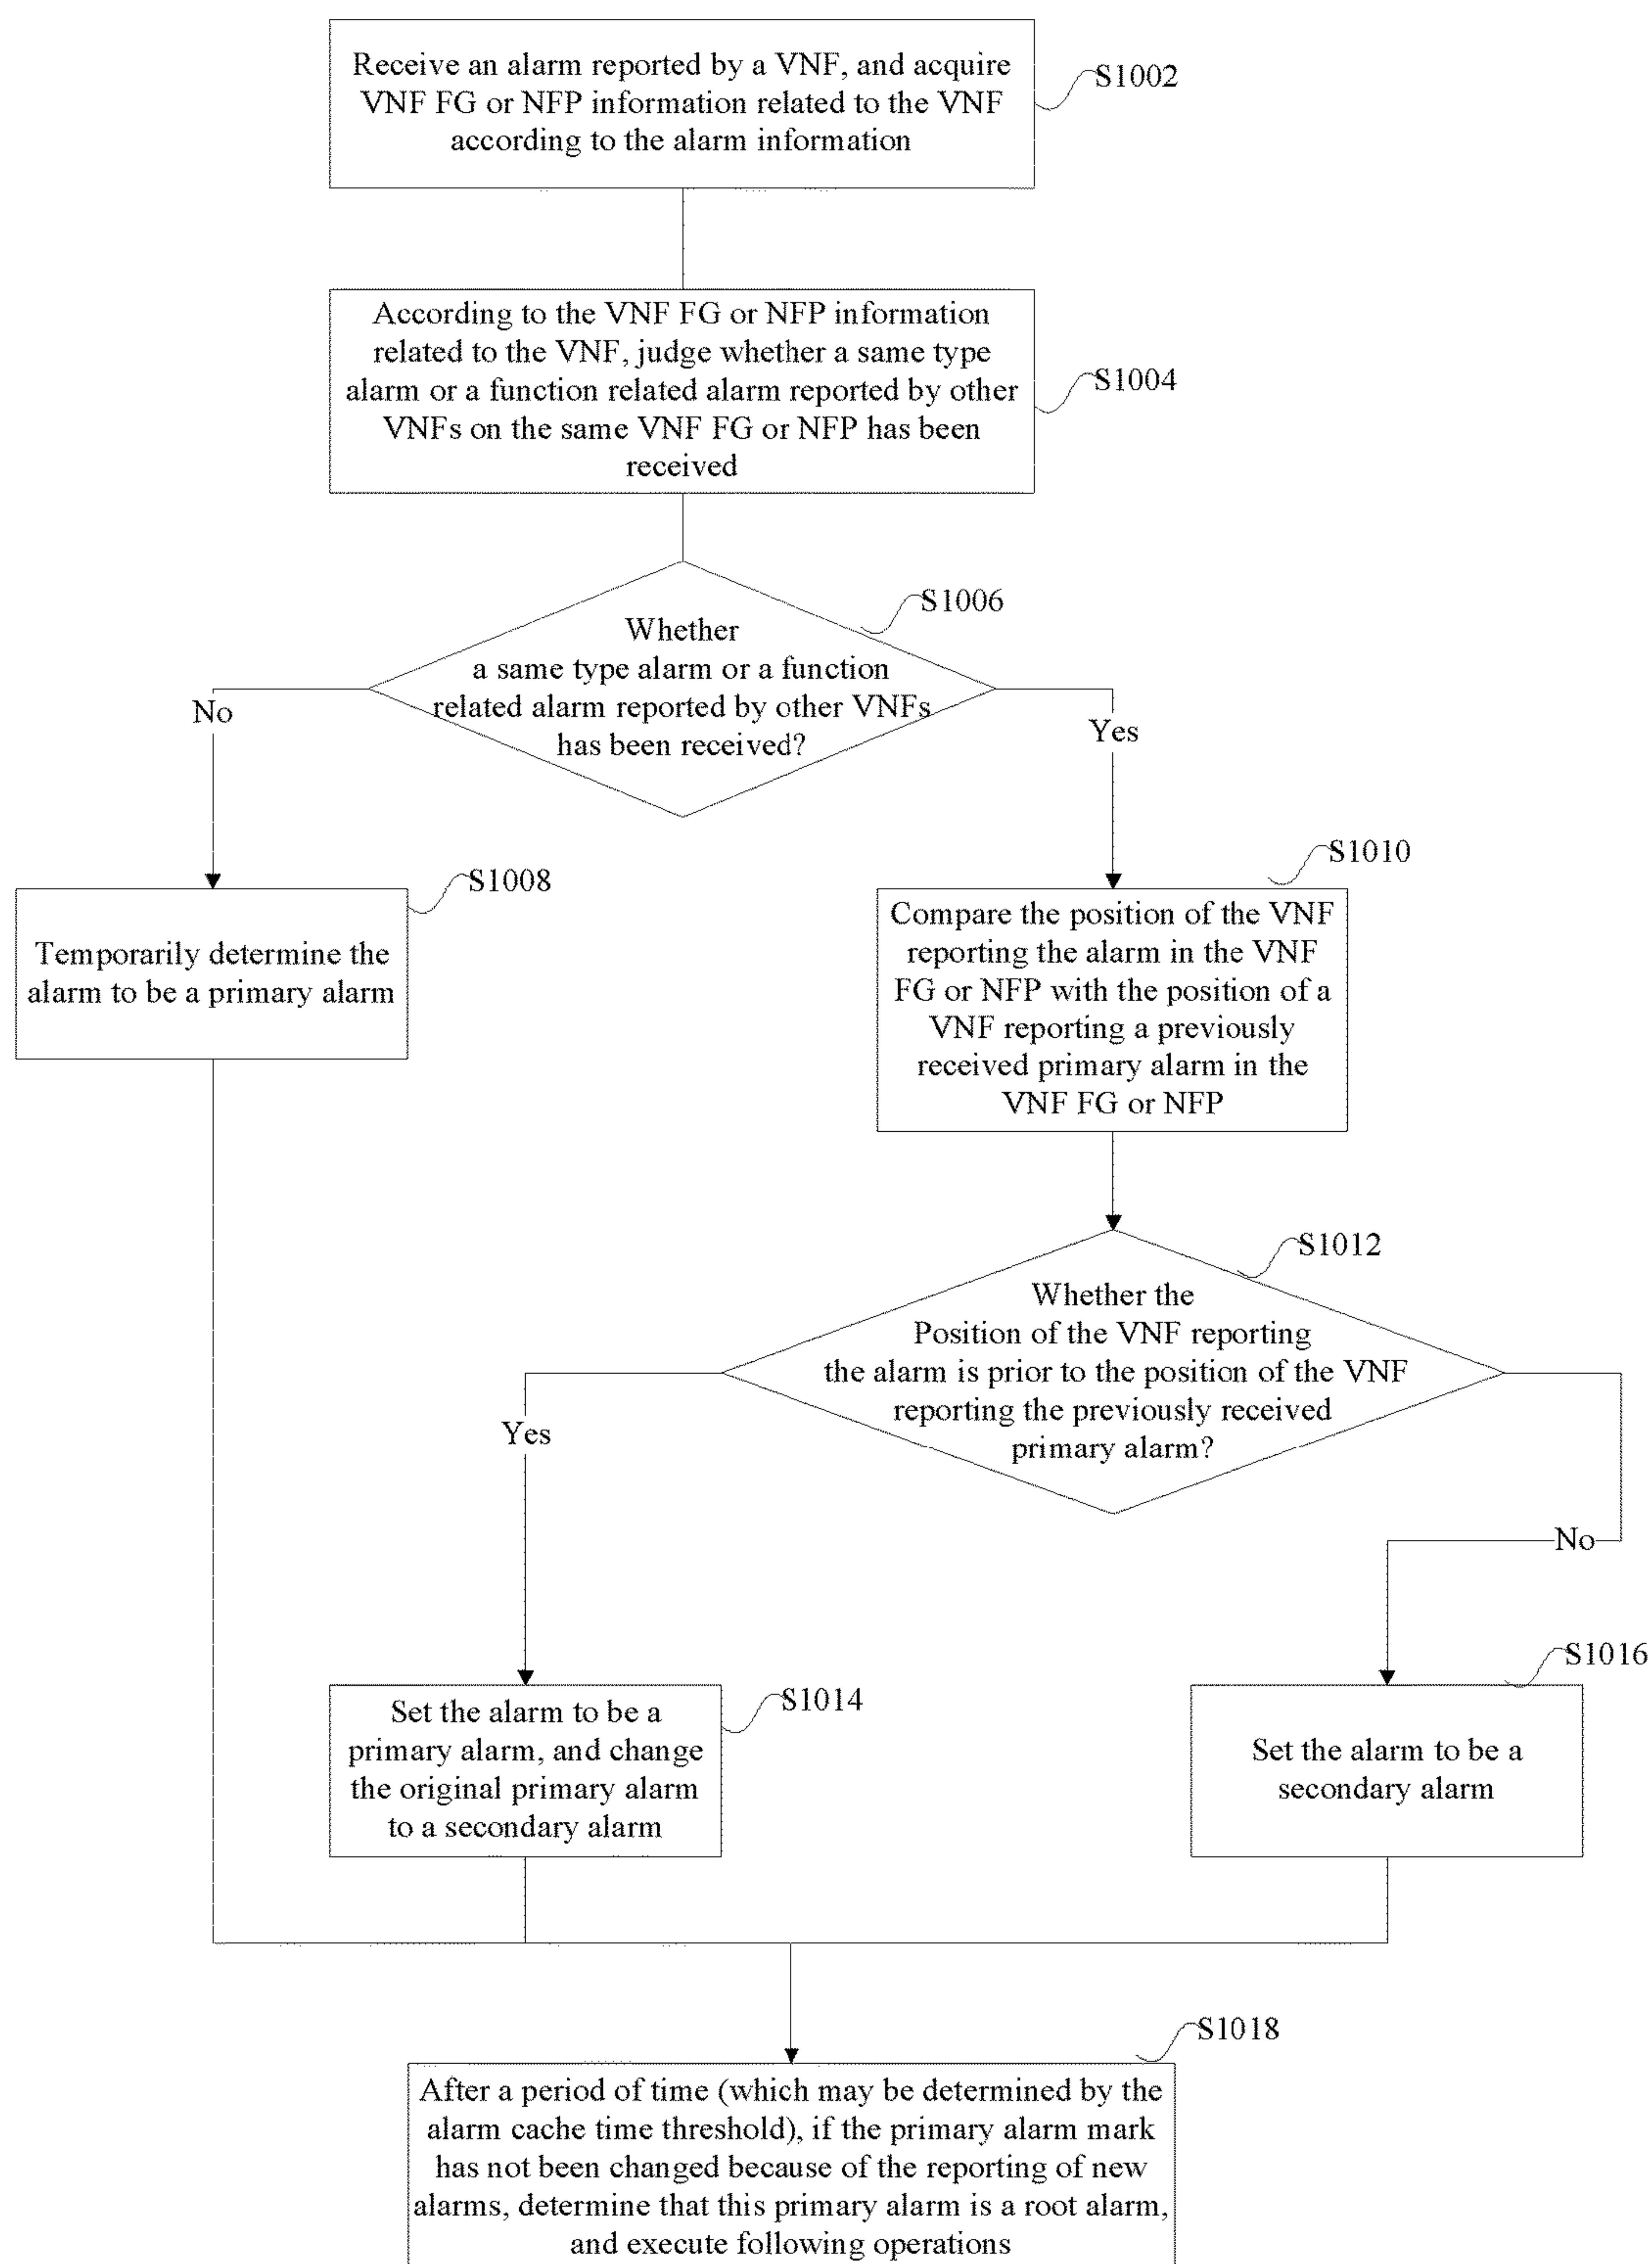 Receive an alarm reported by a VNF, and acquire
VNF FG or NFP information related to the VNF
according to the alarm information
S1002
According to the VNF FG or NFP information
related to the VNF, judge whether a same type
alarm or a function related alarm reported by other
VNFs on the same VNF FG or NFP has been
received
S1004
S1006
Whether
a same type alarm or a function
related alarm reported by other VNFs
has been received?
No
Yes
S1008
Temporarily determine the
alarm to be a primary alarm
S1010
Compare the position of the VNF
reporting the alarm in the VNF
FG or NFP with the position of a
VNF reporting a previously
received primary alarm in the
VNF FG or NFP
S1012
Whether the
Position of the VNF reporting
the alarm is prior to the position of the VNF
reporting the previously received
primary alarm?
Yes
No
S1014
Set the alarm to be a
primary alarm, and change
the original primary alarm
to a secondary alarm
S1016
Set the alarm to be a
secondary alarm
S1018
After a period of time (which may be determined by the
alarm cache time threshold), if the primary alarm mark
has not been changed because of the reporting of new
alarms, determine that this primary alarm is a root alarm,
and execute following operations